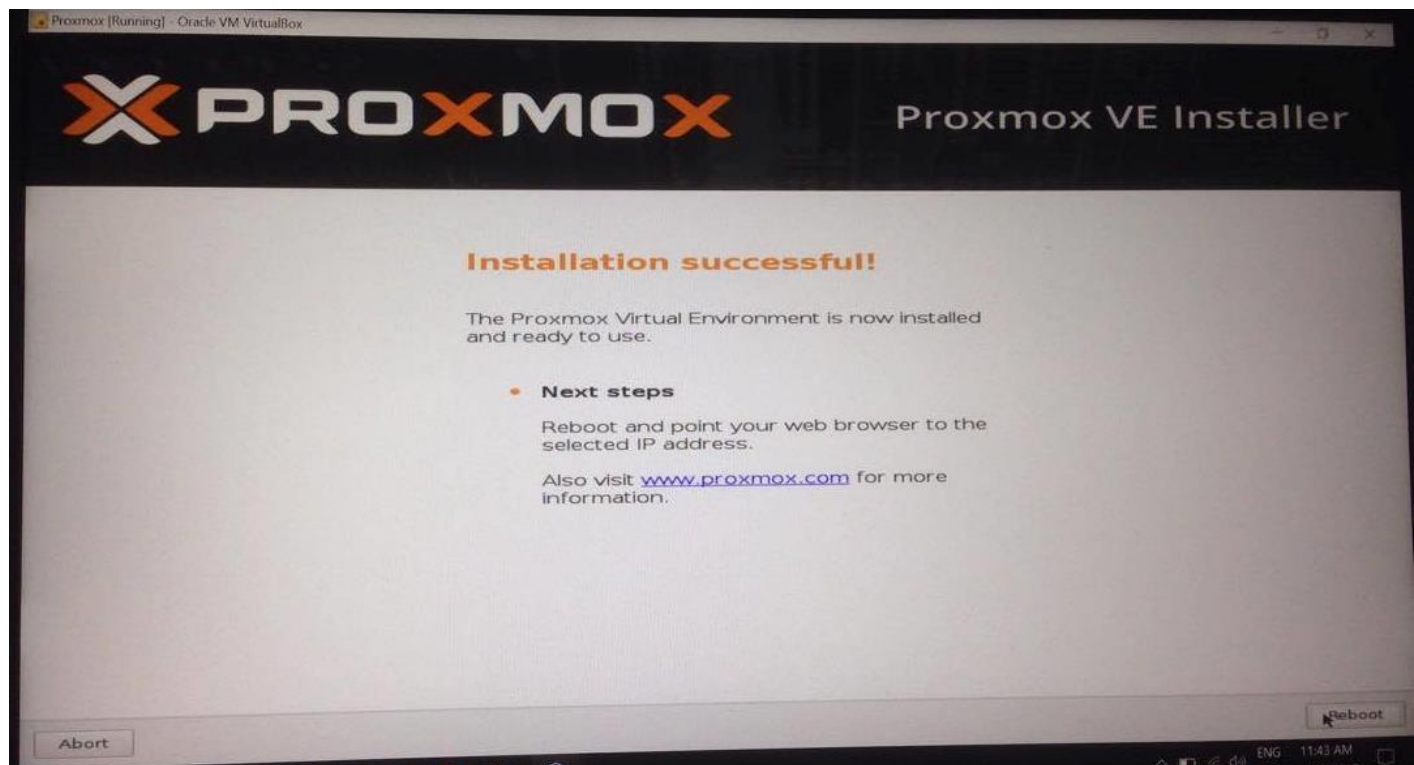 Proxmox [Running] - Oracle VM VirtualBox
PROXMOX
Proxmox VE Installer
Installation successful!
The Proxmox Virtual Environment is now installed
and ready to use.
• Next steps
Reboot and point your web browser to the
selected IP address.
Also visit www.proxmox.com for more
information.
Abort
Reboot
ENG 11:43 AM